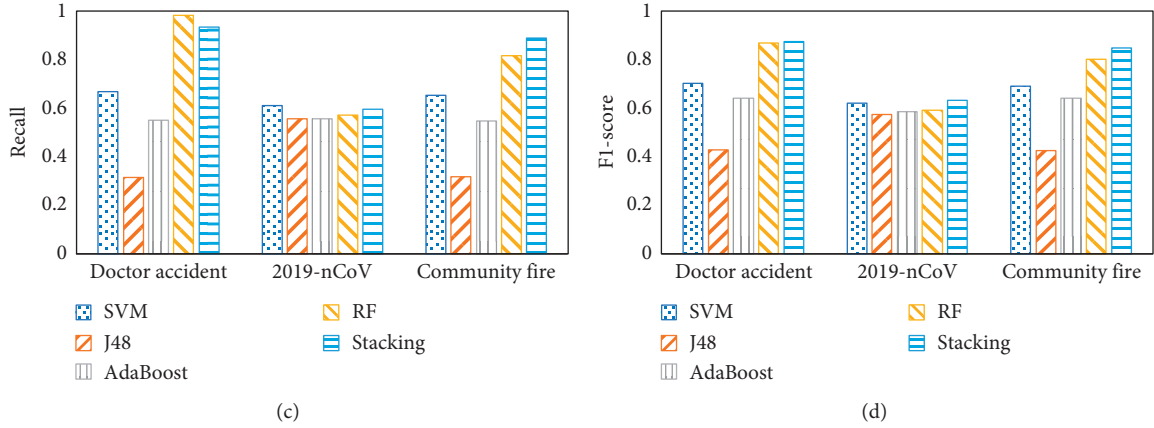 Recall
1
0.8
0.6
0.4
0.2
0
Doctor accident 2019-nCoV Community fire
SVM RF
J48 Stacking
AdaBoost
(c)
F1-score
1
0.8
0.6
0.4
0.2
0
Doctor accident 2019-nCoV Community fire
SVM RF
J48 Stacking
AdaBoost
(d)